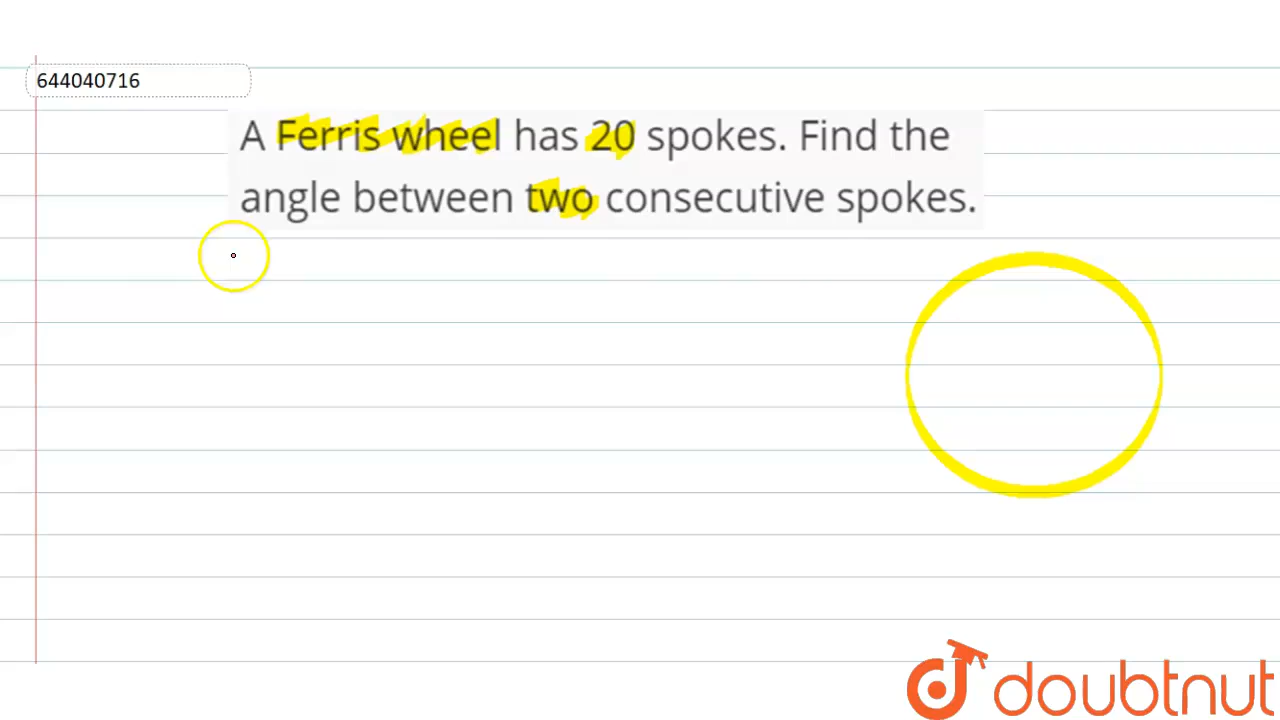 644040716
A Ferris wheel has 20 spokes. Find the
angle between two consecutive spokes.
doubtnut